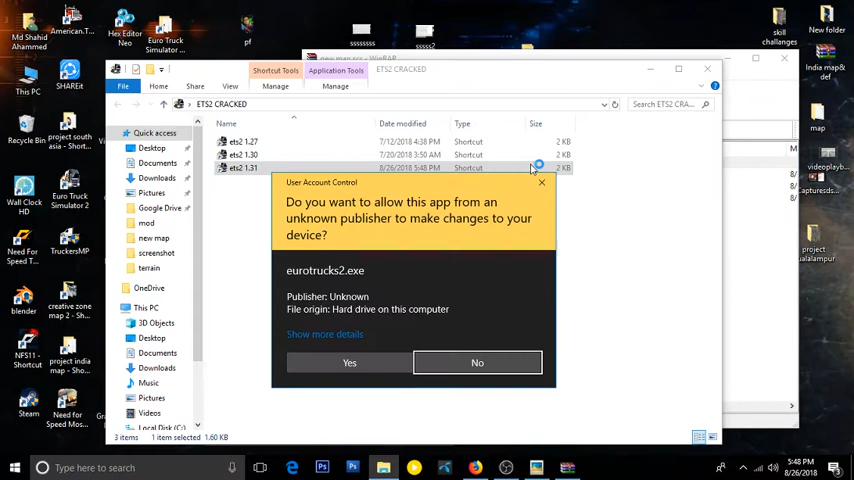 Md Shahid Ahammed
American.T...
Hex Editor Neo
Euro Truck Simulator ...
pf
ssssssss
sssss2
skill challanges
New folder
This PC
SHAREit
India map& def
Recycle Bin
project south asia - Shor...
map
Wall Clock HD
Euro Truck Simulator 2
videoplayb...
Capturesds...
Need For Speed T...
TruckersMP
project kualalampur
blender
creative zone map 2 - Sho...
NFS11 - Shortcut
project india map - Shor...
Steam
Need for Speed Mos...
Shortcut Tools
Application Tools
ETS2 CRACKED
File
Home
Share
View
Manage
Manage
ETS2 CRACKED
Search ETS2 CRA...
Name
Date modified
Type
Size
ets2 1.27
7/12/2018 4:38 PM
Shortcut
2 KB
ets2 1.30
7/20/2018 3:50 AM
Shortcut
2 KB
ets2 1.31
8/26/2018 5:48 PM
Shortcut
2 KB
Quick access
Desktop
Documents
Downloads
Pictures
Google Drive
mod
new map
screenshot
terrain
OneDrive
This PC
3D Objects
Desktop
Documents
Downloads
Music
Pictures
Videos
Local Disk (C:)
User Account Control
Do you want to allow this app from an
unknown publisher to make changes to your
device?
eurotrucks2.exe
Publisher: Unknown
File origin: Hard drive on this computer
Show more details
Yes
No
3 items
1 item selected 1.60 KB
Type here to search
5:48 PM
8/26/2018